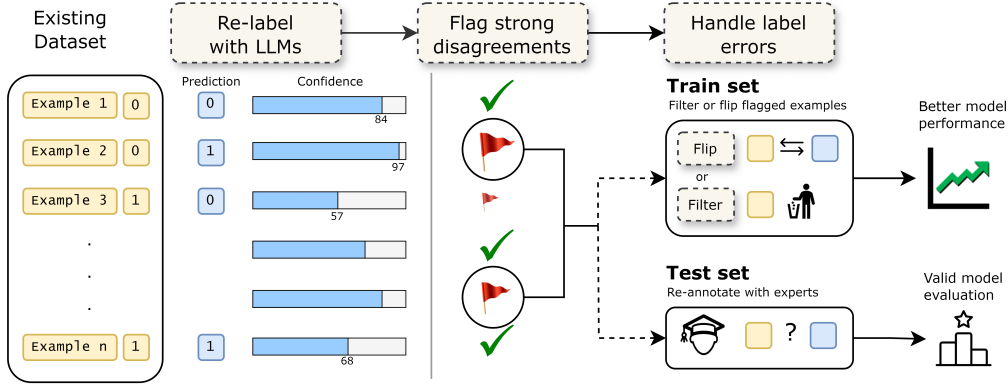 Existing
Dataset
Re-label
with LLMs
Flag strong
disagreements
Handle label
errors
Prediction
Confidence
Example 1 0
0
84
Example 2 0
1
97
Example 3 1
0
57
.
.
.
Example n 1
1
68
Train set
Filter or flip flagged examples
Flip
or
Filter
Better model
performance
Test set
Re-annotate with experts
?
Valid model
evaluation